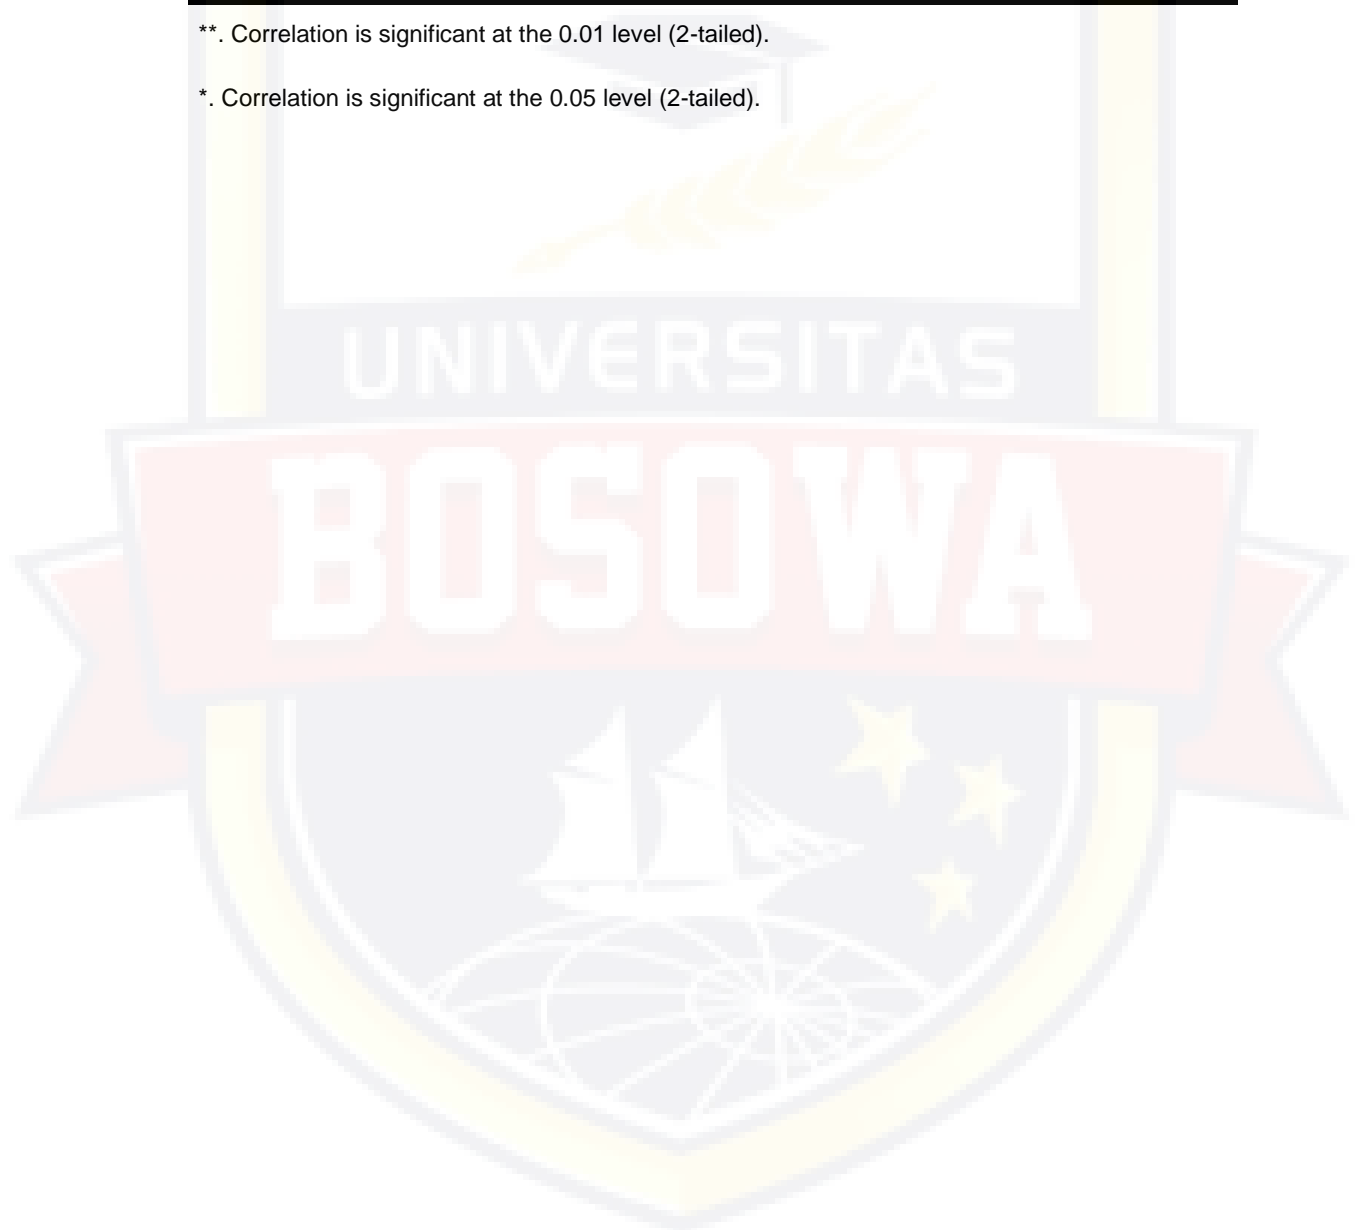 **. Correlation is significant at the 0.01 level (2-tailed).
*. Correlation is significant at the 0.05 level (2-tailed).
UNIVERSITAS
BOSOWA